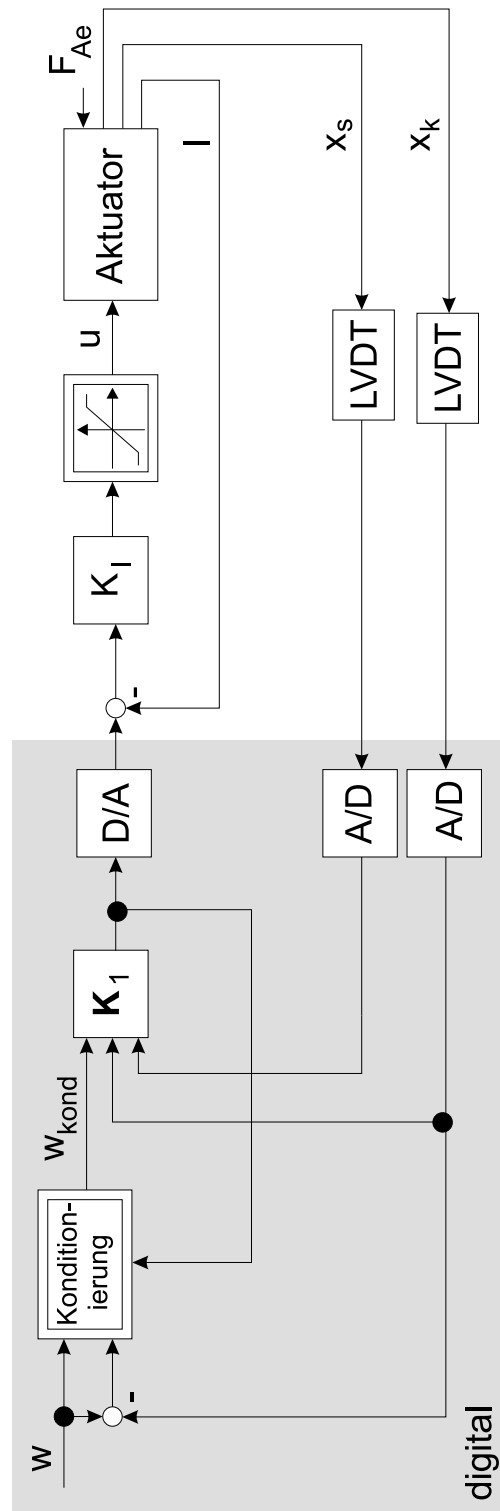 w
-
Kondition-
ierung
w_kond
K_1
D/A
-
K_I
u
Aktuator
F_Ae
I
A/D
LVDT
x_s
A/D
LVDT
x_k
digital